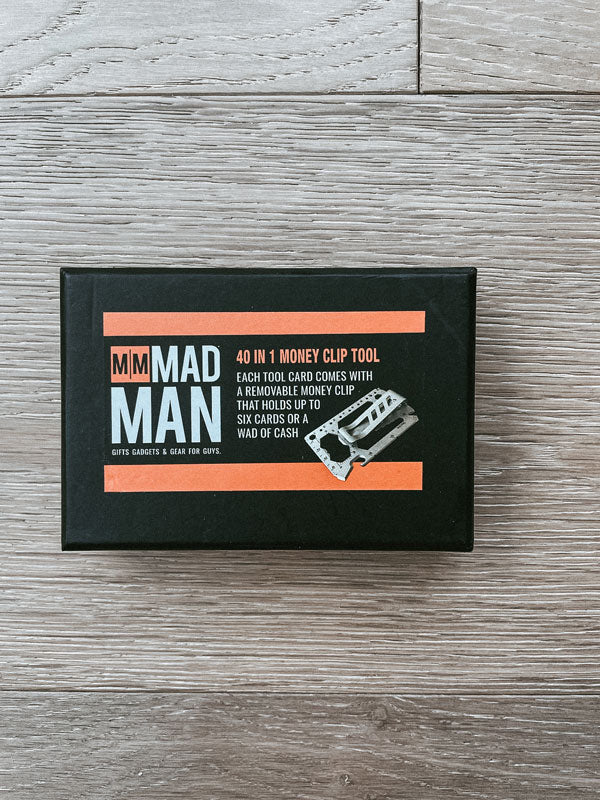 M|M MAD
MAN
GIFTS GADGETS & GEAR FOR GUYS.
40 IN 1 MONEY CLIP TOOL
EACH TOOL CARD COMES WITH
A REMOVABLE MONEY CLIP
THAT HOLDS UP TO
SIX CARDS OR A
WAD OF CASH